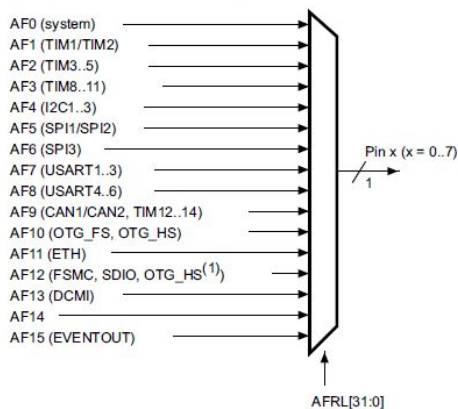 AF0 (system)
AF1 (TIM1/TIM2)
AF2 (TIM3..5)
AF3 (TIM8..11)
AF4 (I2C1..3)
AF5 (SPI1/SPI2)
AF6 (SPI3)
AF7 (USART1..3)
AF8 (USART4..6)
AF9 (CAN1/CAN2, TIM12..14)
AF10 (OTG_FS, OTG_HS)
AF11 (ETH)
AF12 (FSMC, SDIO, OTG_HS(1))
AF13 (DCMI)
AF14
AF15 (EVENTOUT)
Pin x (x = 0..7)
1
AFRL[31:0]